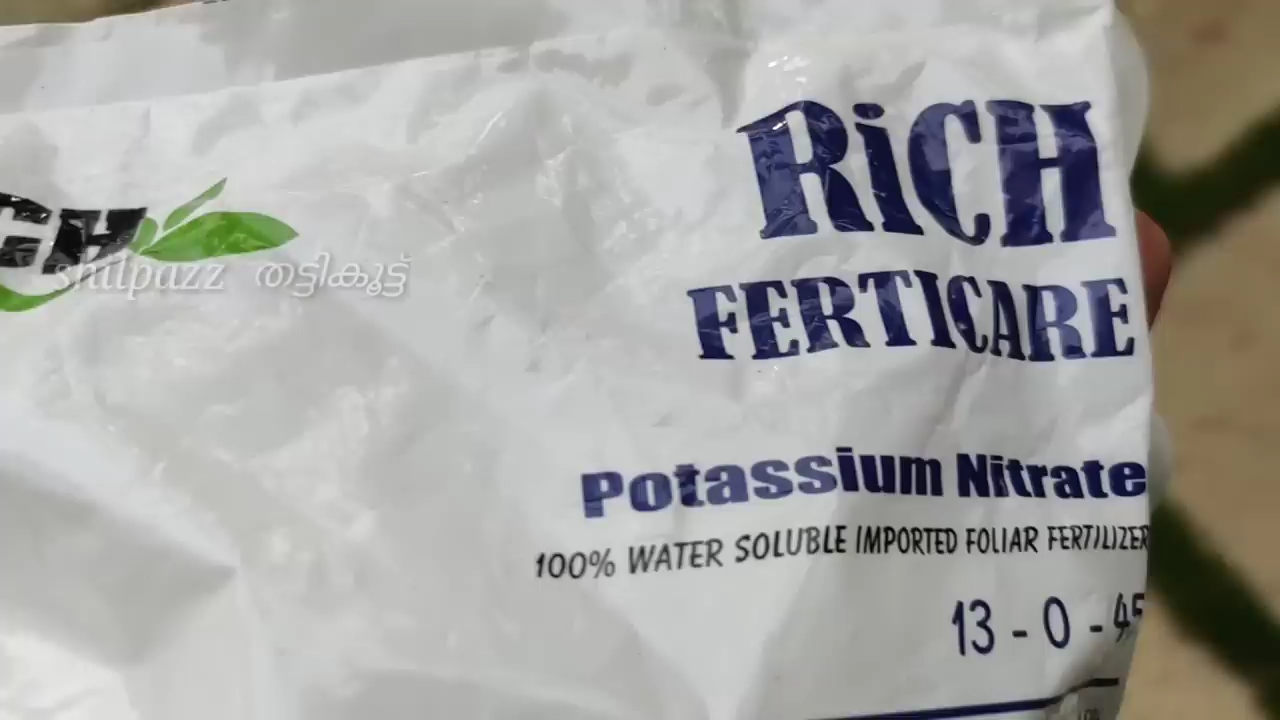 RiCH
FERTICARE
shilpazz തട്ടികൂട്ട്
Potassium Nitrate
100% WATER SOLUBLE IMPORTED FOLIAR FERTILIZER
13 - 0 - 45